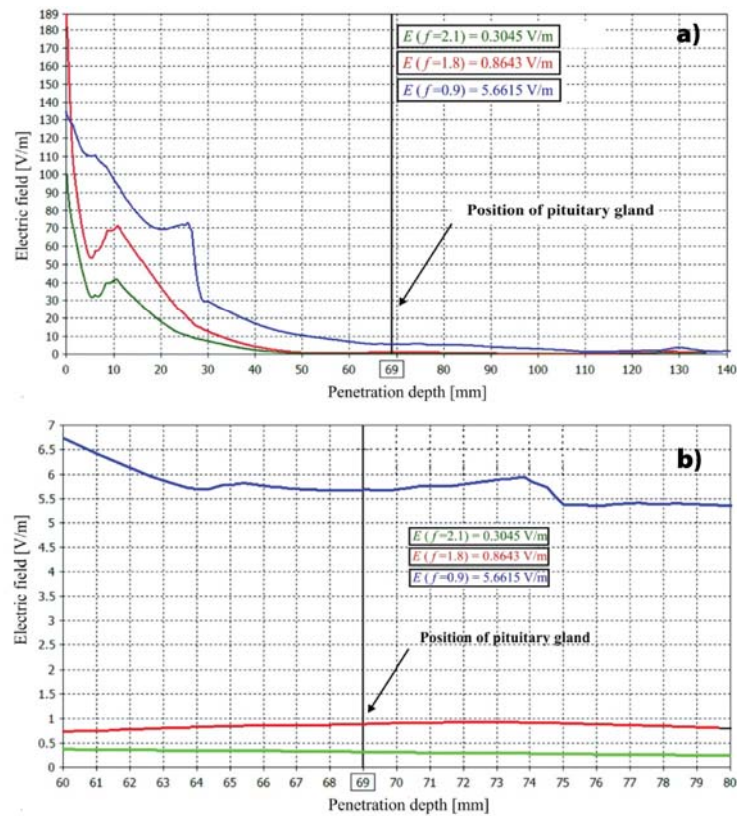 189
180
170
160
150
140
130
120
110
100
90
80
70
60
50
40
30
20
10
0
Electric field [V/m]
a)
E (f=2.1) = 0.3045 V/m
E (f=1.8) = 0.8643 V/m
E (f=0.9) = 5.6615 V/m
Position of pituitary gland
0 10 20 30 40 50 60 69 70 80 90 100 110 120 130 140
Penetration depth [mm]
7
6.5
6
5.5
5
4.5
4
3.5
3
2.5
2
1.5
1
0.5
0
Electric field [V/m]
b)
E (f=2.1) = 0.3045 V/m
E (f=1.8) = 0.8643 V/m
E (f=0.9) = 5.6615 V/m
Position of pituitary gland
60 61 62 63 64 65 66 67 68 69 70 71 72 73 74 75 76 77 78 79 80
Penetration depth [mm]